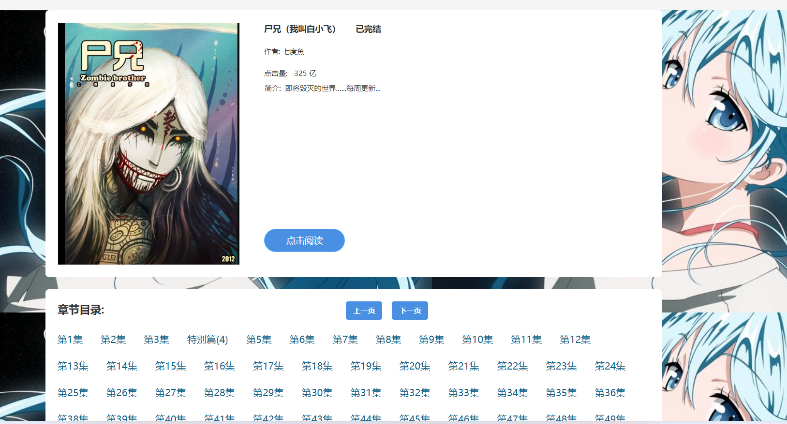 尸兄
Zombie brother
2012
尸兄（我叫白小飞） 已完结
作者: 七度魚
点击量: 325 亿
简介: 即将毁灭的世界……每周更新...
点击阅读
章节目录:
上一页 下一页
第1集 第2集 第3集 特别篇(4) 第5集 第6集 第7集 第8集 第9集 第10集 第11集 第12集
第13集 第14集 第15集 第16集 第17集 第18集 第19集 第20集 第21集 第22集 第23集 第24集
第25集 第26集 第27集 第28集 第29集 第30集 第31集 第32集 第33集 第34集 第35集 第36集
第38集 第39集 第40集 第41集 第42集 第43集 第44集 第45集 第46集 第47集 第48集 第49集